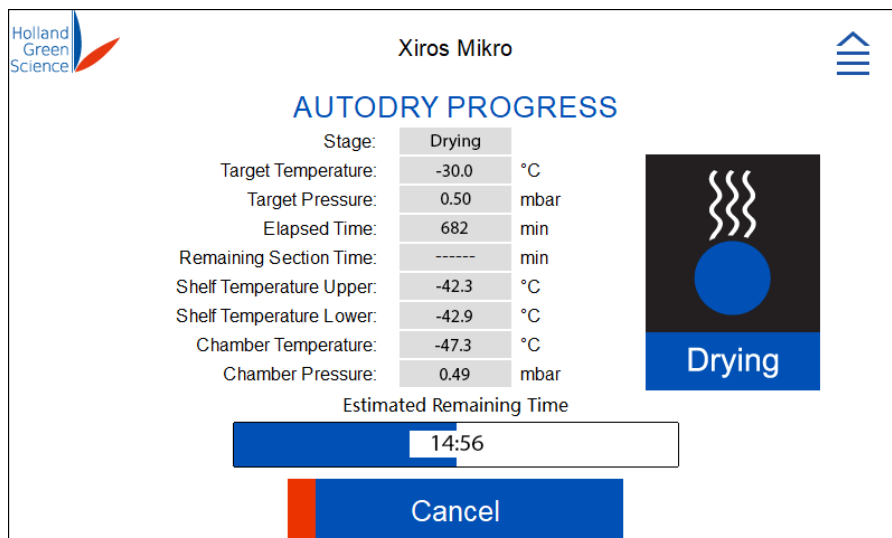 Holland
Green
Science
Xiros Mikro
AUTODRY PROGRESS
Stage: Drying
Target Temperature: -30.0 °C
Target Pressure: 0.50 mbar
Elapsed Time: 682 min
Remaining Section Time: ------ min
Shelf Temperature Upper: -42.3 °C
Shelf Temperature Lower: -42.9 °C
Chamber Temperature: -47.3 °C
Chamber Pressure: 0.49 mbar
Drying
Estimated Remaining Time
14:56
Cancel